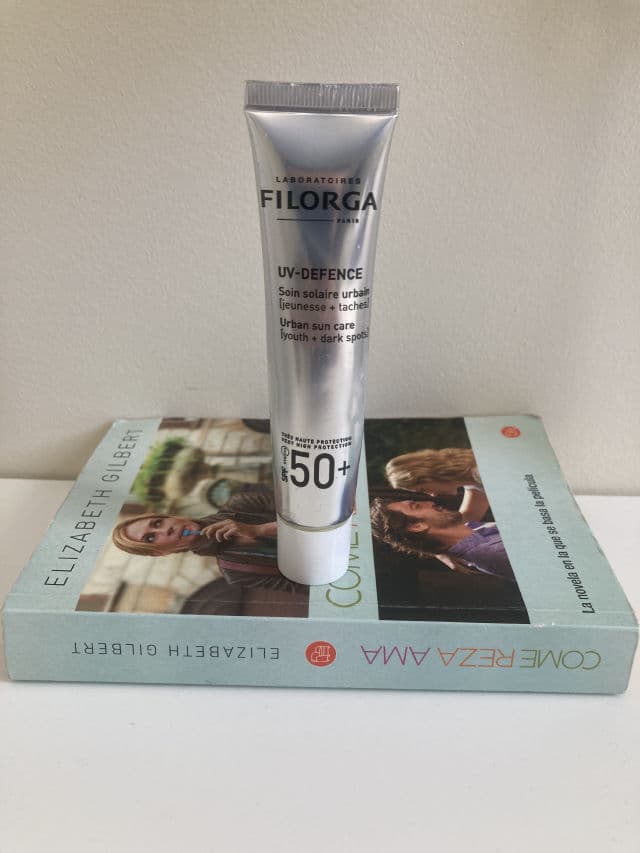 LABORATOIRES
FILORGA
PARIS
UV-DEFENCE
Soin solaire urbain
[jeunesse + taches]
Urban sun care
[youth + dark spots]
TRÈS HAUTE PROTECTION
VERY HIGH PROTECTION
SPF 50+
ELIZABETH GILBERT
COME
La novela en la que se basa la película
ELIZABETH GILBERT
COME REZA AMA